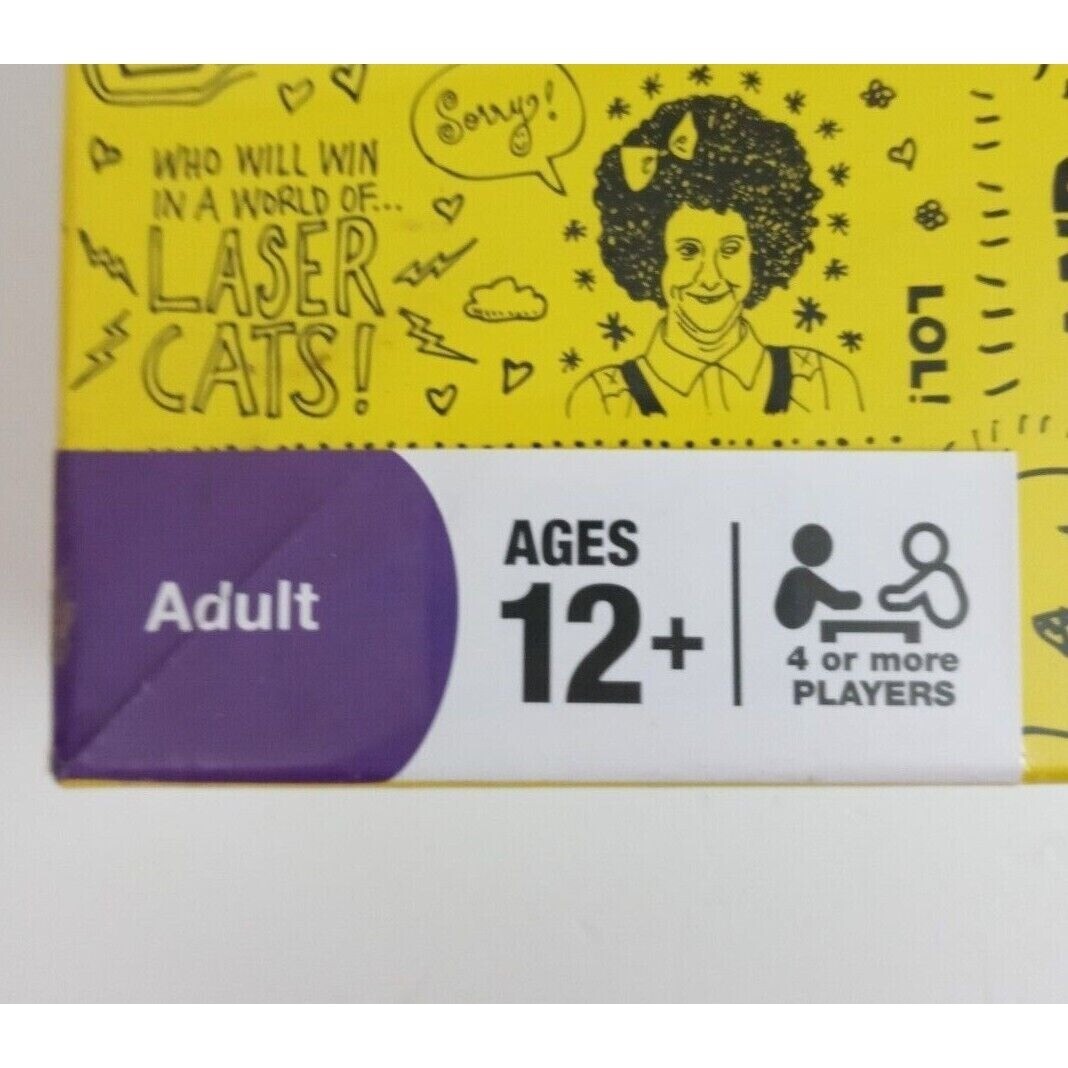 WHO WILL WIN
IN A WORLD OF...
LASER
CATS!
Sorry?!
LOL!
Adult
AGES
12+
4 or more
PLAYERS